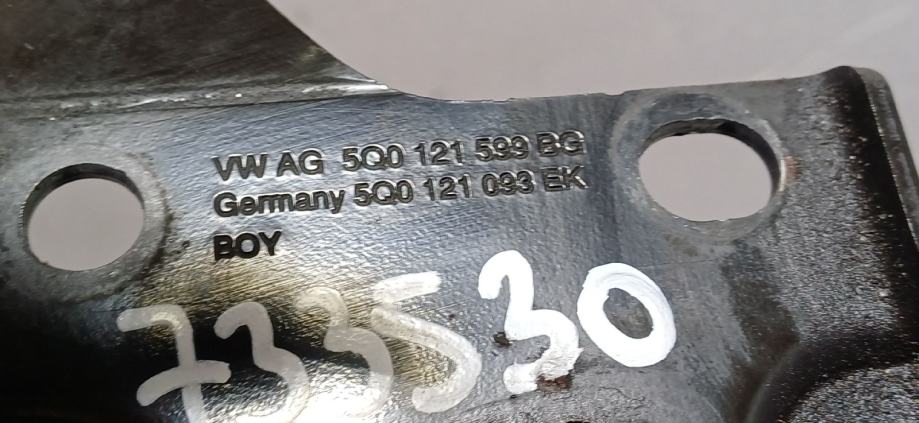 VW AG 5Q0 121 599 BG
Germany 5Q0 121 093 EK
BOY
733530